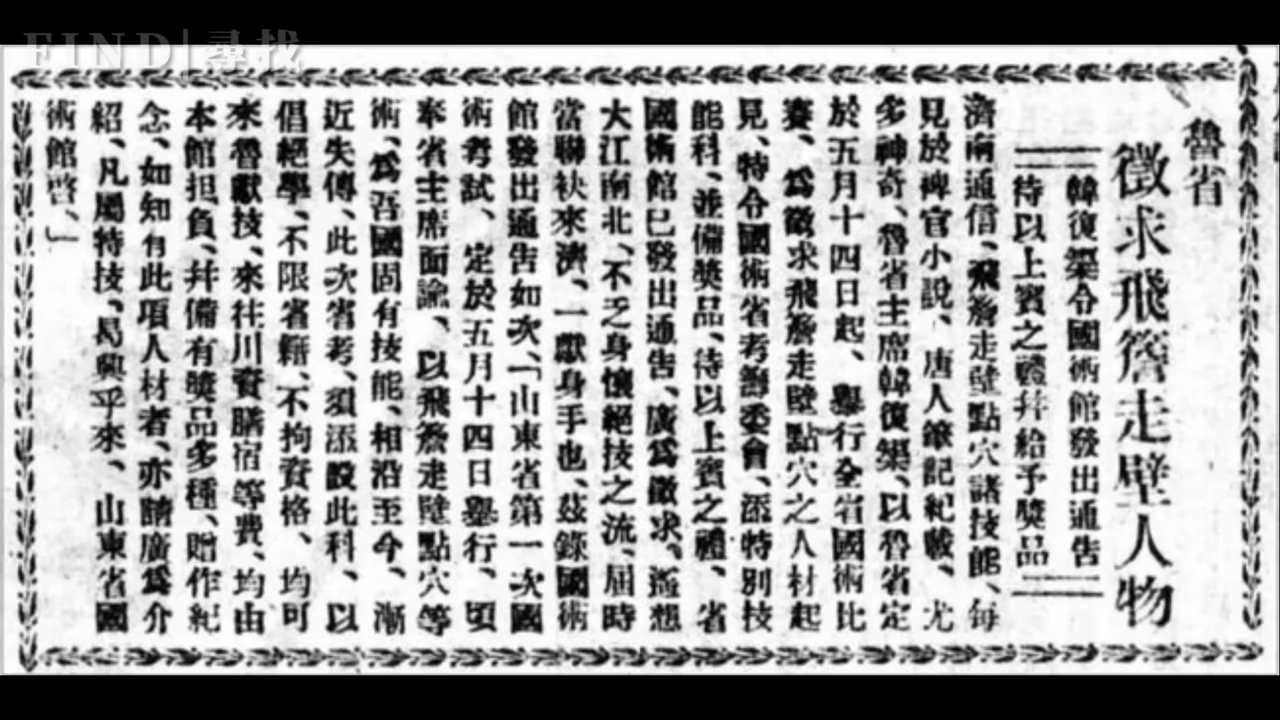 FIND|尋找
魯省
徵求飛簷走壁人物
韓復榘令國術館發出通告
待以上賓之禮幷給予獎品
濟南通信、飛簷走壁點穴諸技館、每
見於稗官小說、唐人筆記紀載、尤
多神奇、魯省主席韓復榘、以魯省定
於五月十四日起、舉行全省國術比
賽、爲徵求飛簷走壁點穴之人材起
見、特令國術省考籌委會、添特別技
能科、並備獎品、待以上賓之禮、省
國術館已發出通告、廣爲徵求、遙想
大江南北、不乏身懷絕技之流、屆時
當聯袂來濟、一獻身手也、茲錄國術
館發出通告如次、「山東省第一次國
術考試、定於五月十四日舉行、頃
奉省主席面諭、以飛簷走壁點穴等
術、爲吾國固有技能、相沿至今、漸
近失傳、此次省考、須添設此科、以
倡絕學、不限省籍、不拘資格、均可
來魯獻技、來往川資膳宿等費、均由
本館担負、幷備有獎品多種、贈作紀
念、如知有此項人材者、亦請廣爲介
紹、凡屬特技、曷興乎來、山東省國
術館啓、」